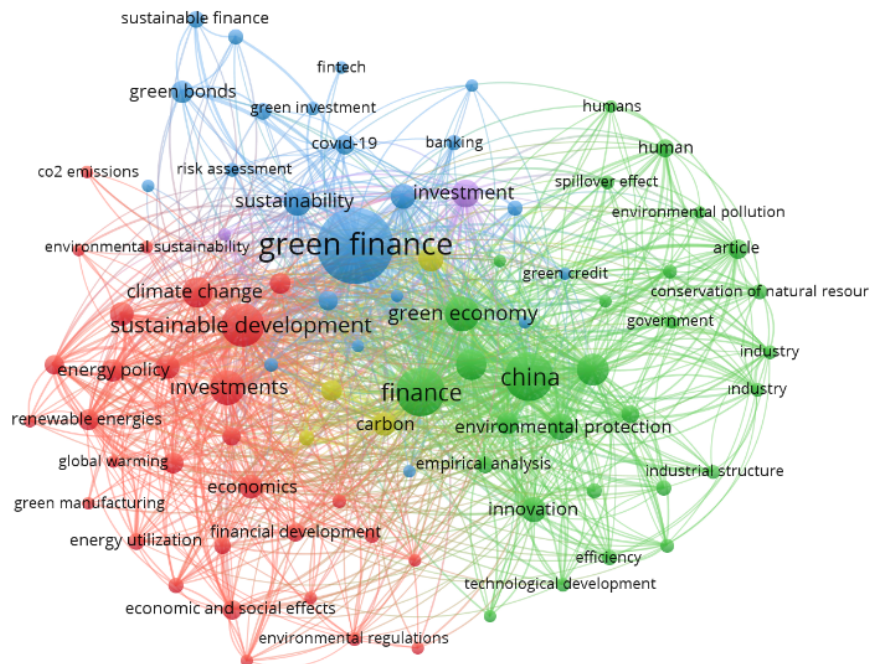 sustainable finance
fintech
green bonds
green investment
humans
covid-19
banking
human
co2 emissions
risk assessment
spillover effect
sustainability
investment
environmental pollution
environmental sustainability
green finance
article
green credit
climate change
conservation of natural resour
green economy
government
sustainable development
industry
energy policy
china
investments
finance
industry
renewable energies
carbon
environmental protection
global warming
empirical analysis
industrial structure
economics
green manufacturing
innovation
financial development
energy utilization
efficiency
technological development
economic and social effects
environmental regulations